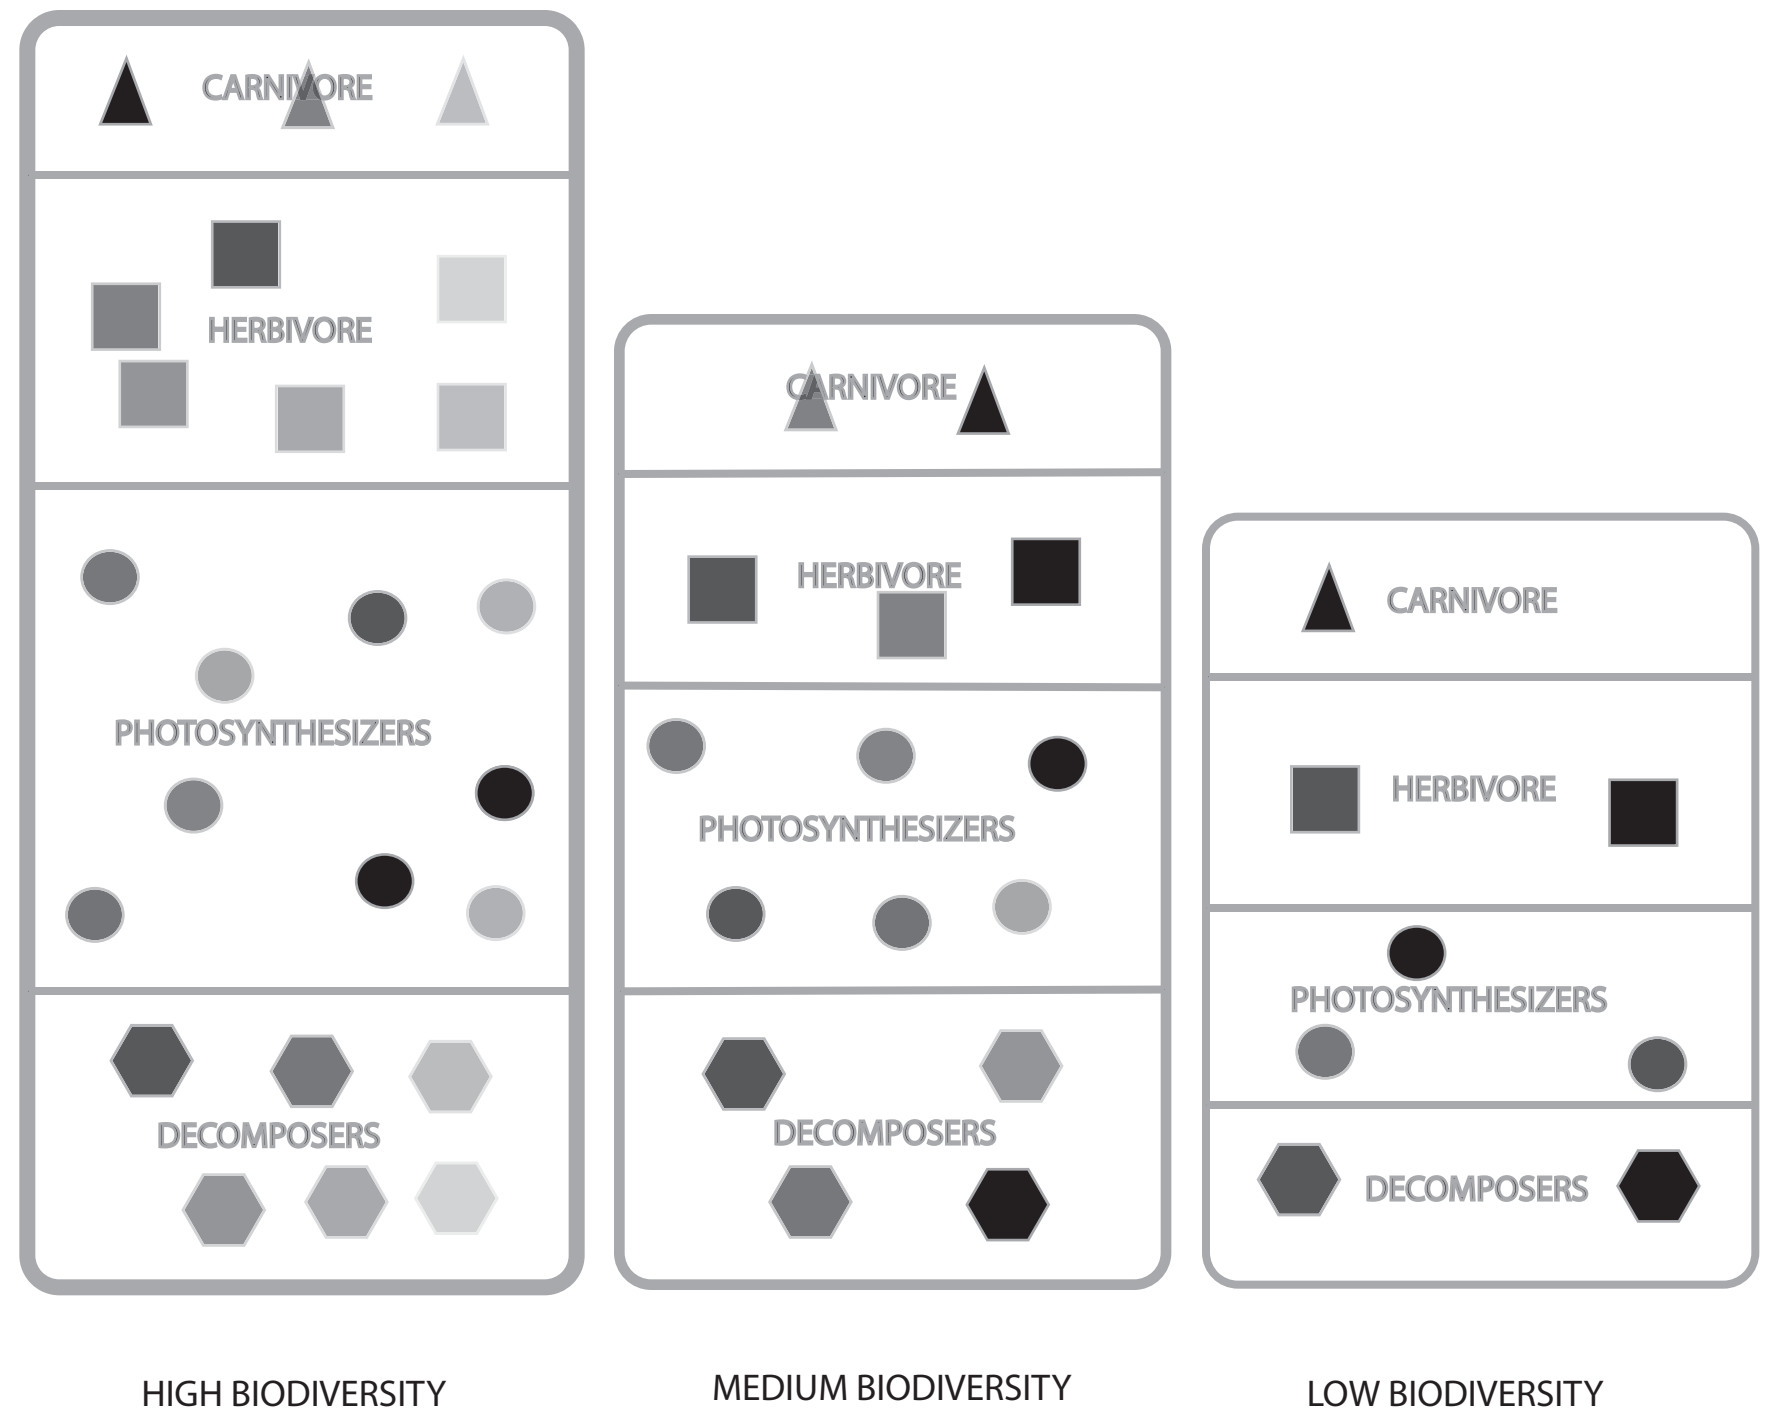 CARNIVORE
HERBIVORE
PHOTOSYNTHESIZERS
DECOMPOSERS
HIGH BIODIVERSITY
CARNIVORE
HERBIVORE
PHOTOSYNTHESIZERS
DECOMPOSERS
MEDIUM BIODIVERSITY
CARNIVORE
HERBIVORE
PHOTOSYNTHESIZERS
DECOMPOSERS
LOW BIODIVERSITY